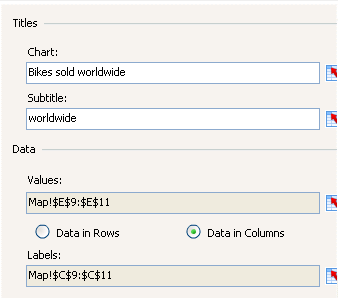 Titles
Chart:
Bikes sold worldwide
Subtitle:
worldwide
Data
Values:
Map!$E$9:$E$11
Data in Rows Data in Columns
Labels:
Map!$C$9:$C$11